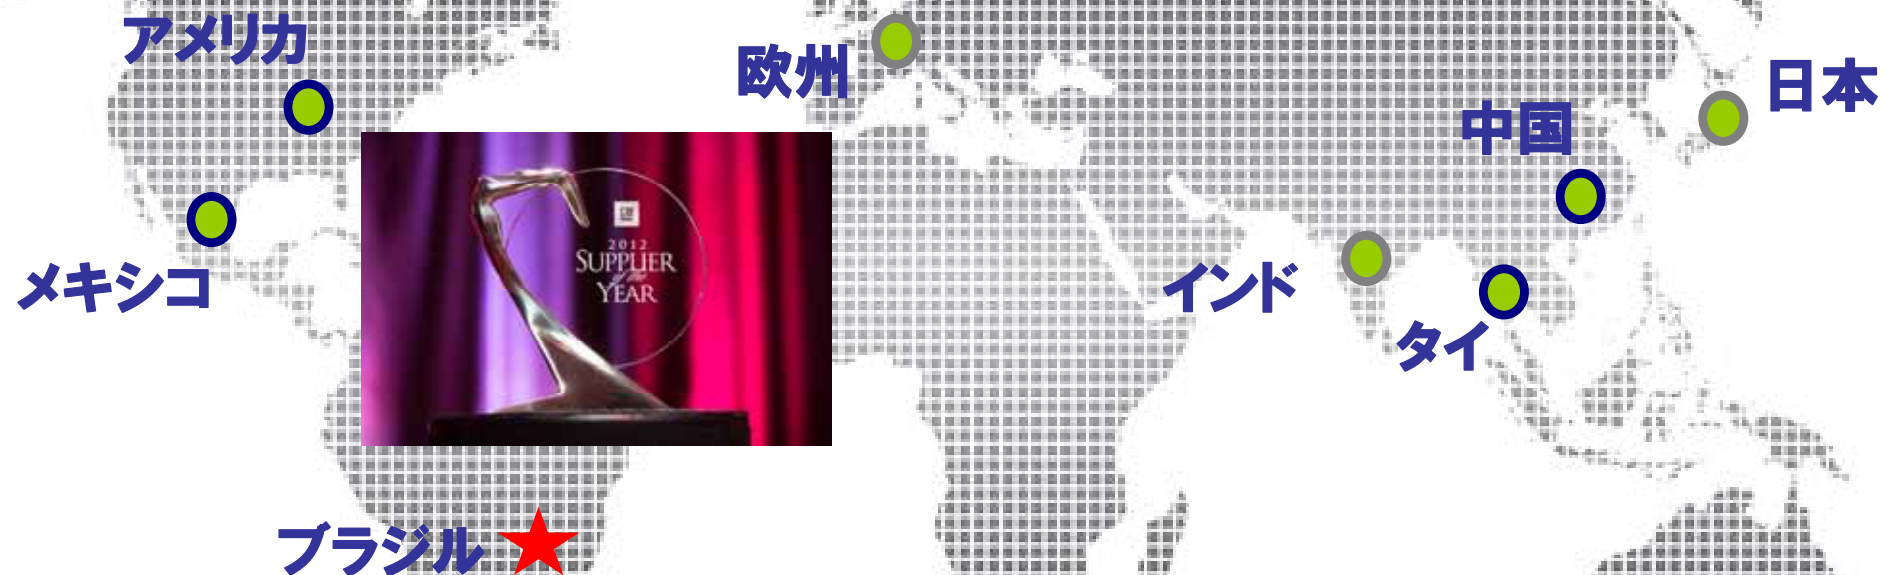 アメリカ
欧州
日本
中国
メキシコ
インド
タイ
ブラジル
GM
2012
SUPPLIER
of the
YEAR